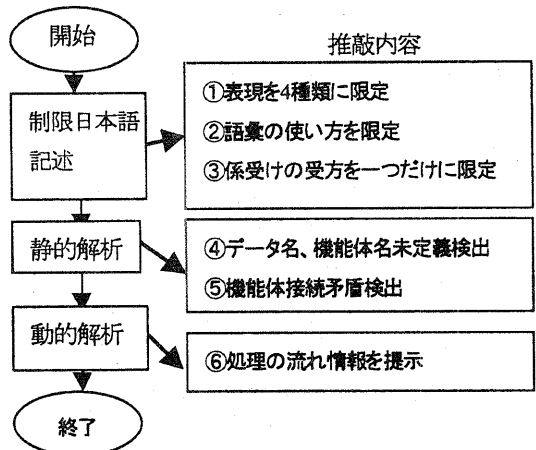 開始
推敲内容
制限日本語
記述
①表現を4種類に限定
②語彙の使い方を限定
③係受けの受方を一つだけに限定
静的解析
④データ名、機能体名未定義検出
⑤機能体接続矛盾検出
動的解析
⑥処理の流れ情報を提示
終了